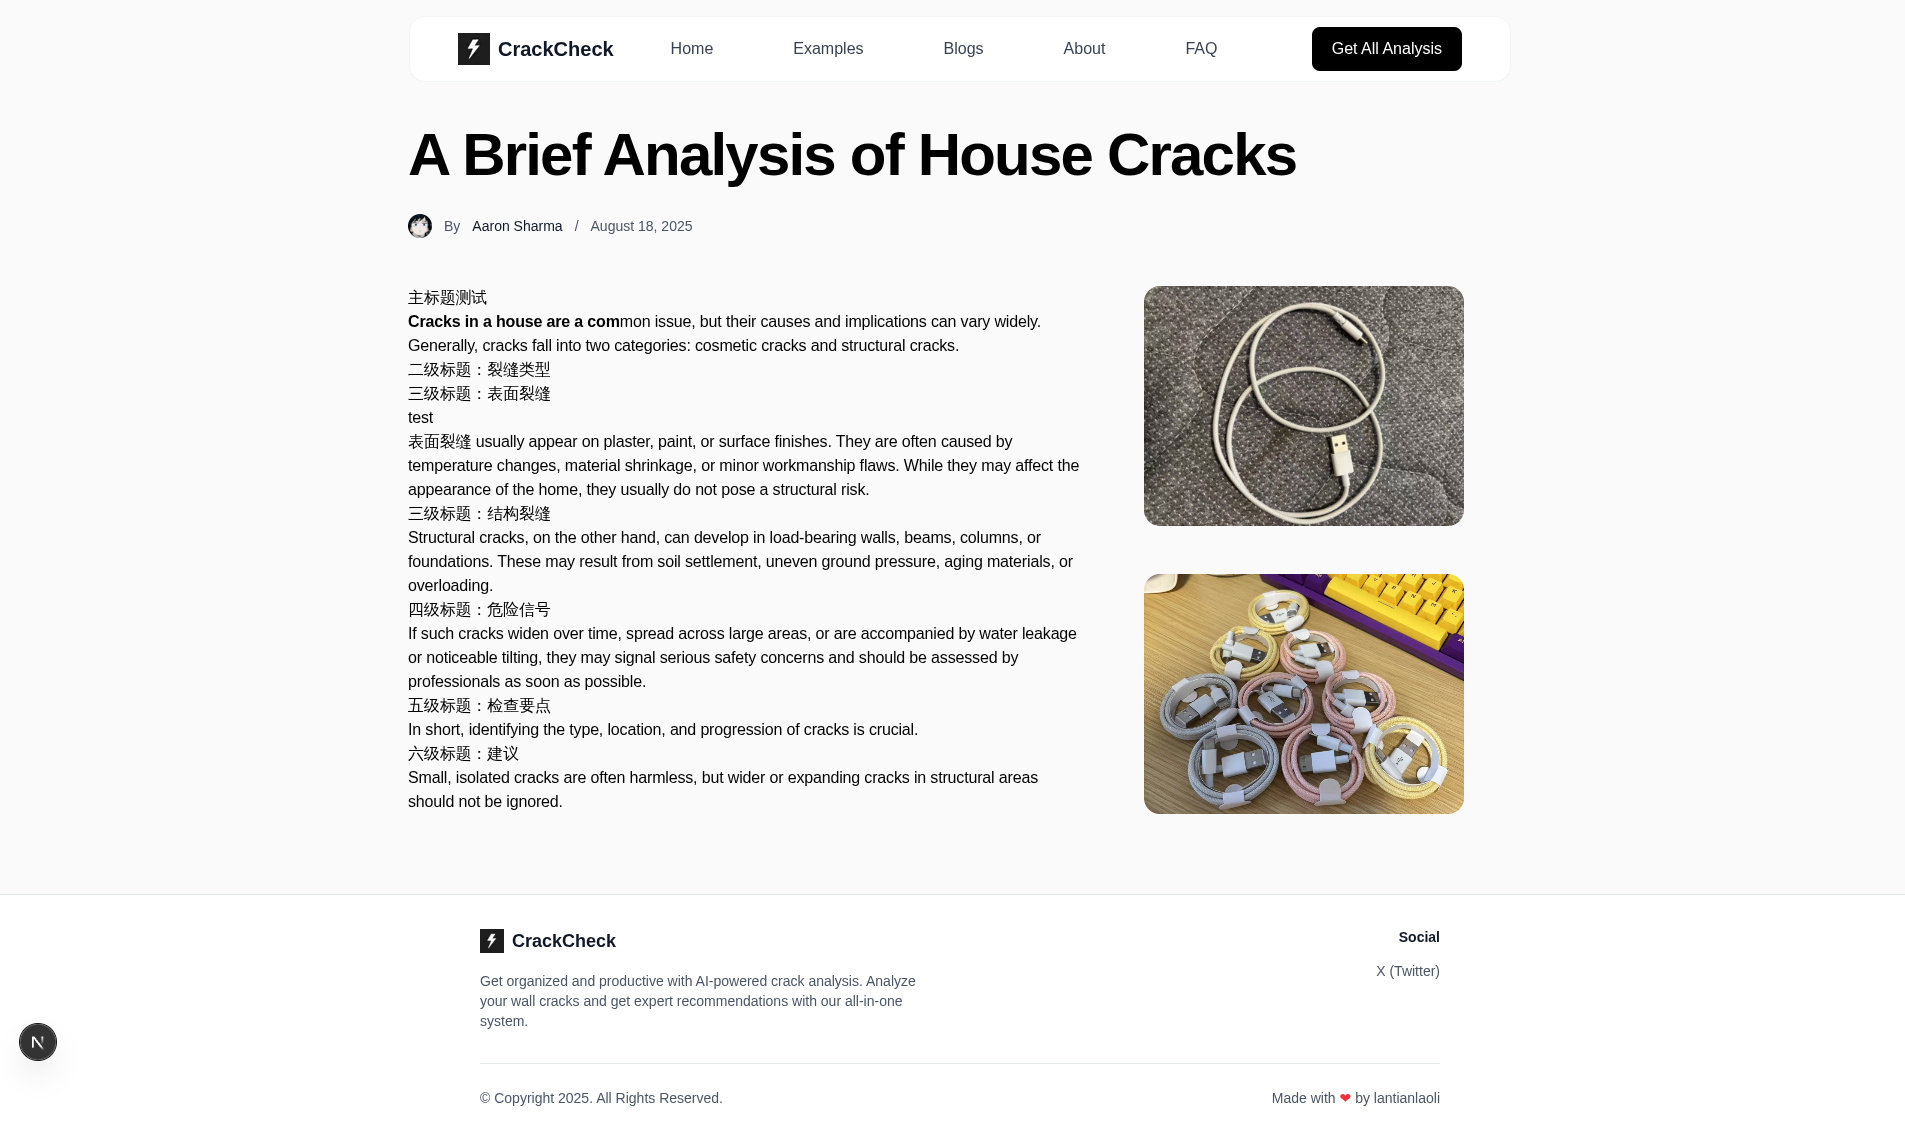 CrackCheck
Home
Examples
Blogs
About
FAQ
Get All Analysis
A Brief Analysis of House Cracks
By Aaron Sharma / August 18, 2025
主标题测试
Cracks in a house are a common issue, but their causes and implications can vary widely.
Generally, cracks fall into two categories: cosmetic cracks and structural cracks.
二级标题：裂缝类型
三级标题：表面裂缝
test
表面裂缝 usually appear on plaster, paint, or surface finishes. They are often caused by
temperature changes, material shrinkage, or minor workmanship flaws. While they may affect the
appearance of the home, they usually do not pose a structural risk.
三级标题：结构裂缝
Structural cracks, on the other hand, can develop in load-bearing walls, beams, columns, or
foundations. These may result from soil settlement, uneven ground pressure, aging materials, or
overloading.
四级标题：危险信号
If such cracks widen over time, spread across large areas, or are accompanied by water leakage
or noticeable tilting, they may signal serious safety concerns and should be assessed by
professionals as soon as possible.
五级标题：检查要点
In short, identifying the type, location, and progression of cracks is crucial.
六级标题：建议
Small, isolated cracks are often harmless, but wider or expanding cracks in structural areas
should not be ignored.
CrackCheck
Get organized and productive with AI-powered crack analysis. Analyze
your wall cracks and get expert recommendations with our all-in-one
system.
Social
X (Twitter)
© Copyright 2025. All Rights Reserved.
Made with ❤ by lantianlaoli
N